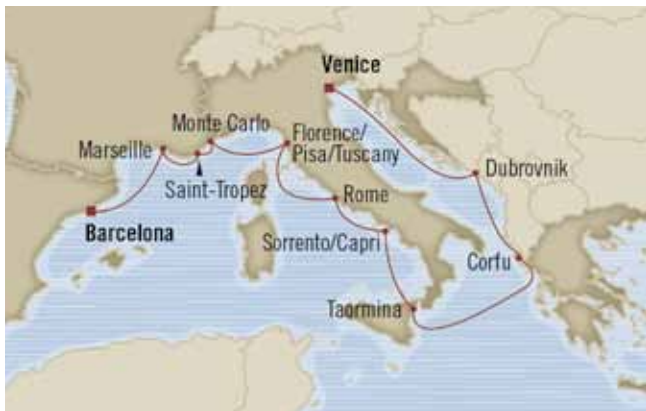 Venice
Monte Carlo
Florence/
Pisa/Tuscany
Marseille
Saint-Tropez
Dubrovnik
Rome
Barcelona
Sorrento/Capri
Corfu
Taormina